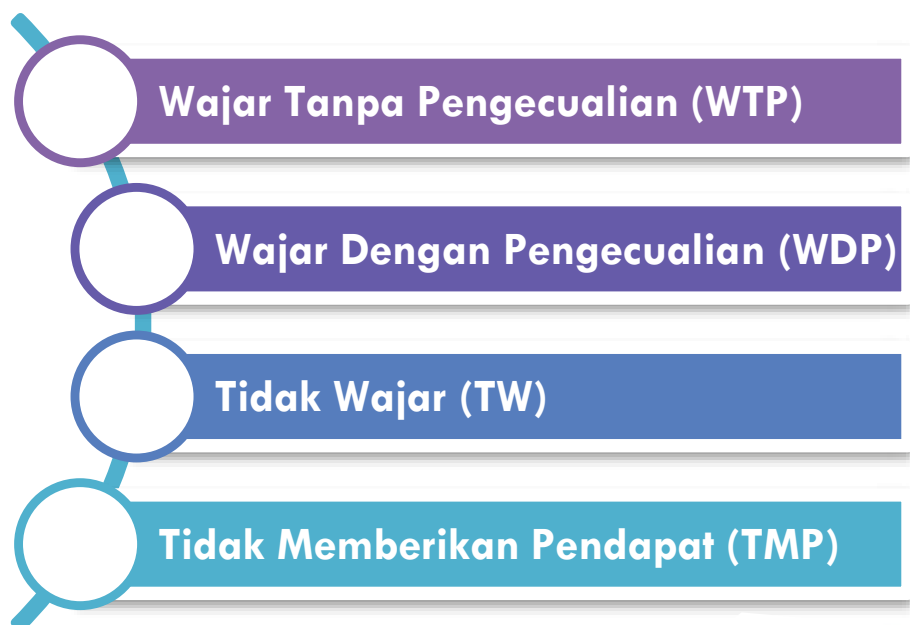 Wajar Tanpa Pengecualian (WTP)
Wajar Dengan Pengecualian (WDP)
Tidak Wajar (TW)
Tidak Memberikan Pendapat (TMP)